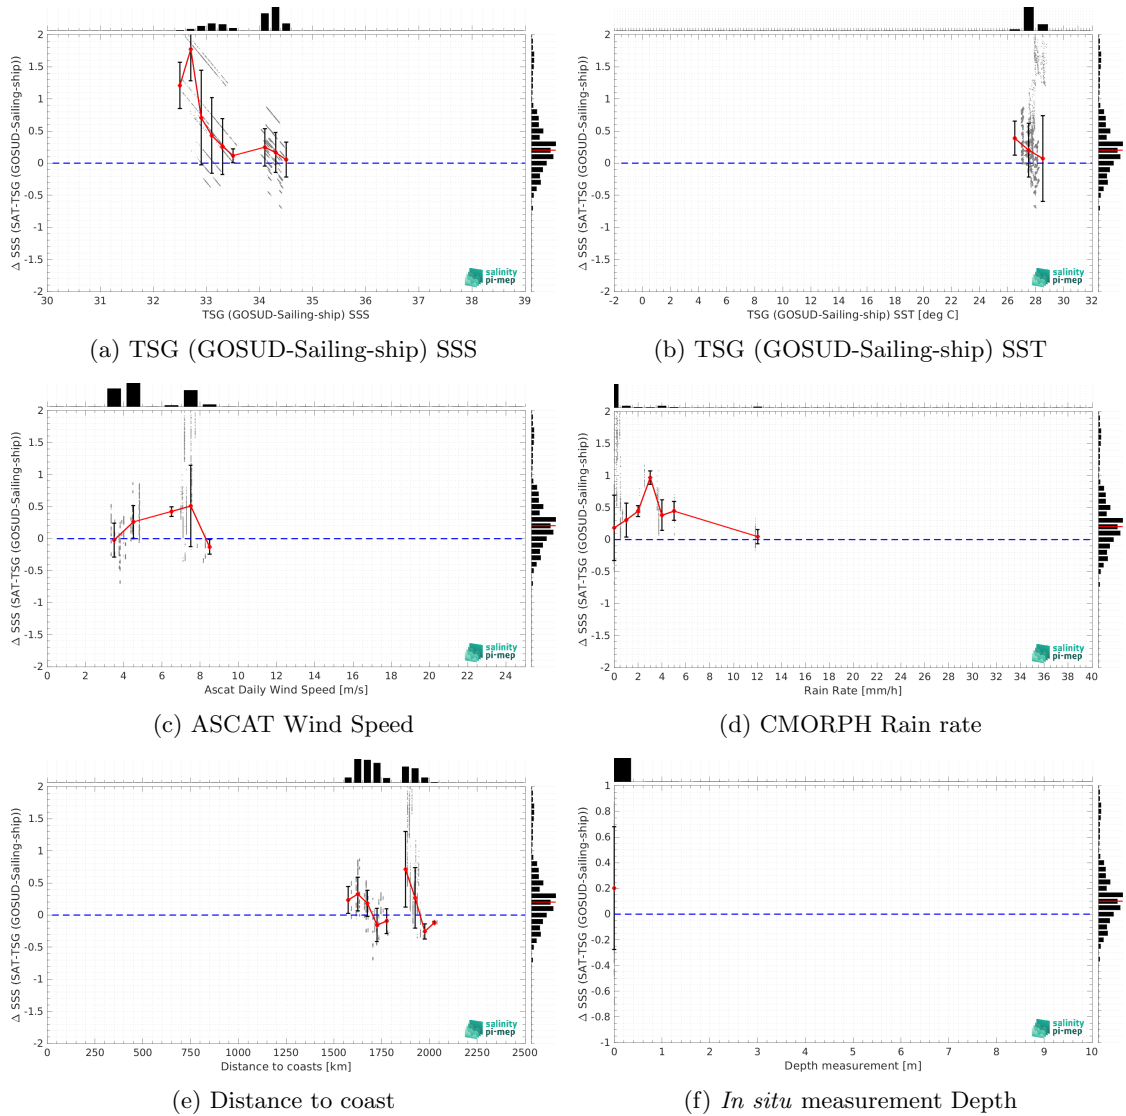 2
1.5
1
0.5
0
-0.5
-1
-1.5
-2
Δ SSS (SAT-TSG (GOSUD-Sailing-ship))
30 31 32 33 34 35 36 37 38 39
TSG (GOSUD-Sailing-ship) SSS
salinity
pi-mep
(a) TSG (GOSUD-Sailing-ship) SSS
2
1.5
1
0.5
0
-0.5
-1
-1.5
-2
Δ SSS (SAT-TSG (GOSUD-Sailing-ship))
-2 0 2 4 6 8 10 12 14 16 18 20 22 24 26 28 30 32
TSG (GOSUD-Sailing-ship) SST [deg C]
salinity
pi-mep
(b) TSG (GOSUD-Sailing-ship) SST
2
1.5
1
0.5
0
-0.5
-1
-1.5
-2
Δ SSS (SAT-TSG (GOSUD-Sailing-ship))
0 2 4 6 8 10 12 14 16 18 20 22 24
Ascat Daily Wind Speed [m/s]
salinity
pi-mep
(c) ASCAT Wind Speed
2
1.5
1
0.5
0
-0.5
-1
-1.5
-2
Δ SSS (SAT-TSG (GOSUD-Sailing-ship))
0 2 4 6 8 10 12 14 16 18 20 22 24 26 28 30 32 34 36 38 40
Rain Rate [mm/h]
salinity
pi-mep
(d) CMORPH Rain rate
2
1.5
1
0.5
0
-0.5
-1
-1.5
-2
Δ SSS (SAT-TSG (GOSUD-Sailing-ship))
0 250 500 750 1000 1250 1500 1750 2000 2250 2500
Distance to coasts [km]
salinity
pi-mep
(e) Distance to coast
1
0.8
0.6
0.4
0.2
0
-0.2
-0.4
-0.6
-0.8
-1
Δ SSS (SAT-TSG (GOSUD-Sailing-ship))
0 1 2 3 4 5 6 7 8 9 10
Depth measurement [m]
salinity
pi-mep
(f) In situ measurement Depth